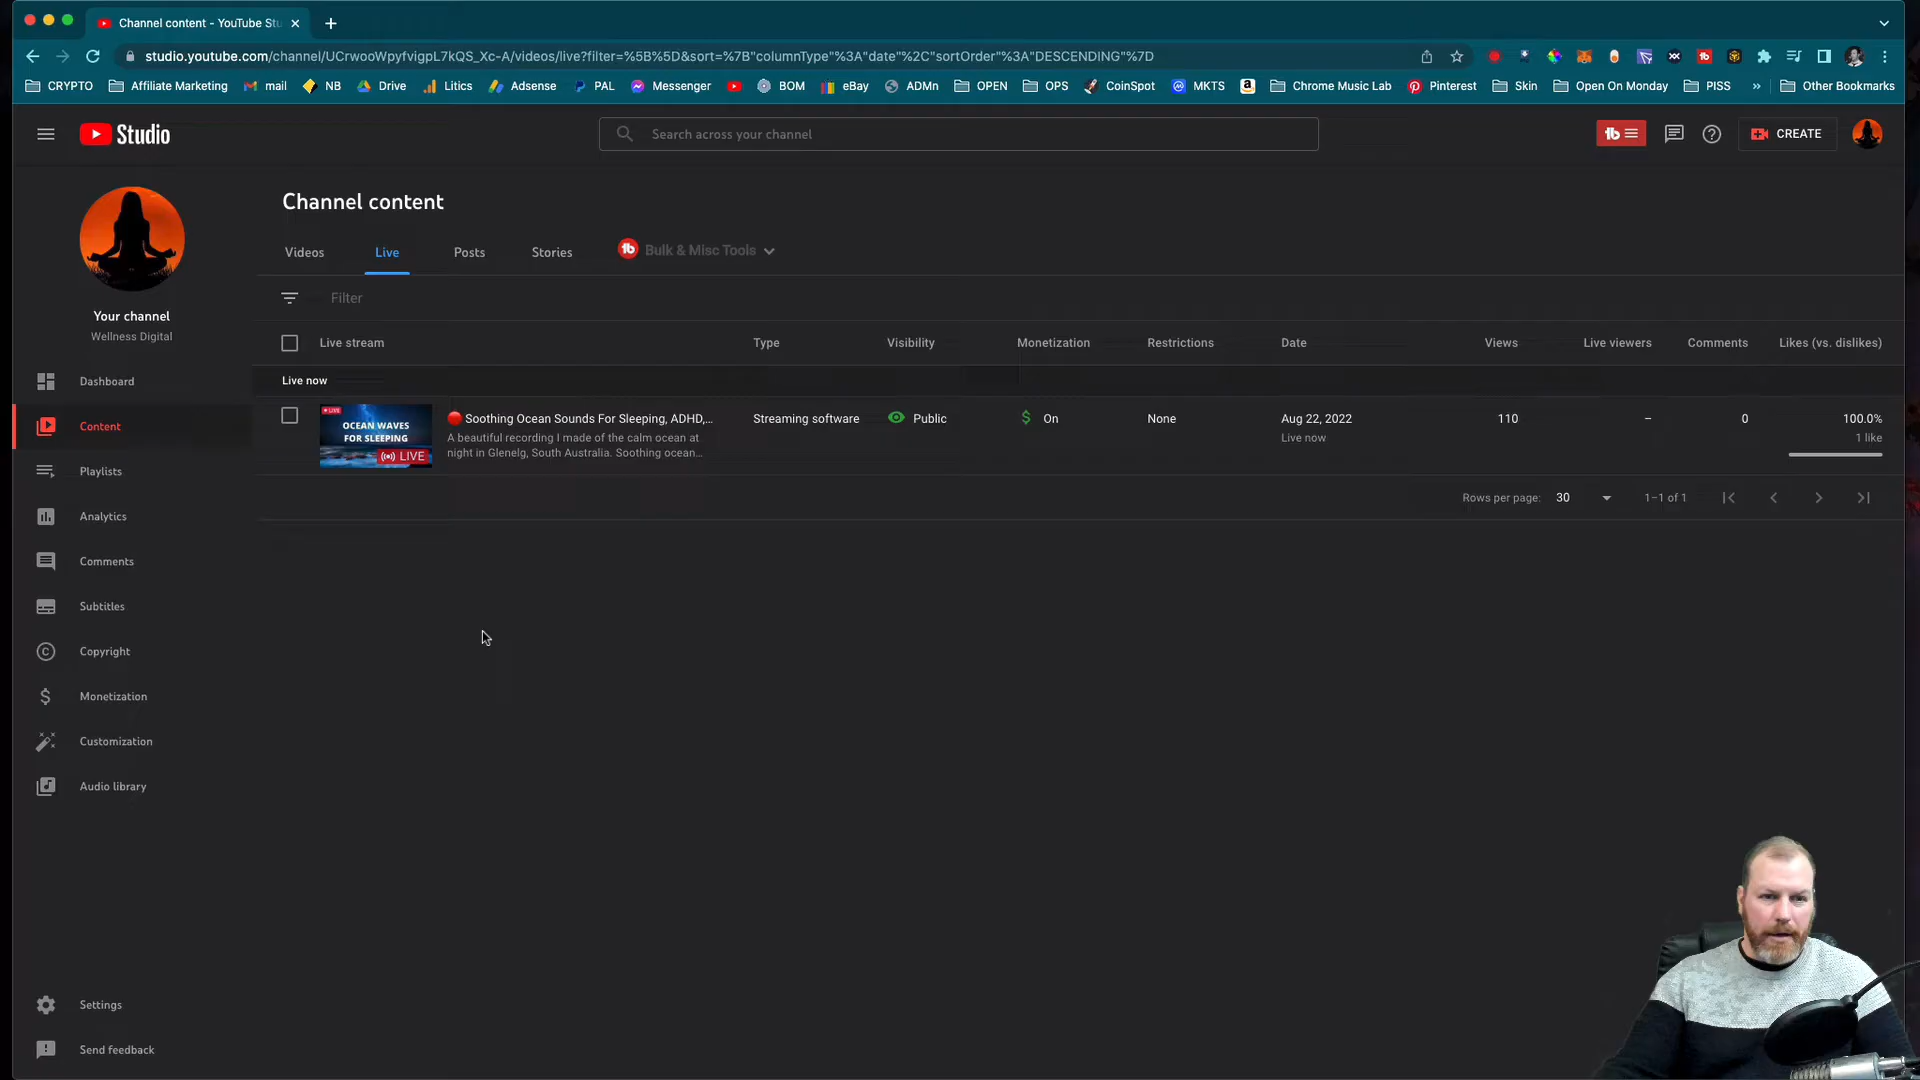 Channel content - YouTube Stu
studio.youtube.com/channel/UCrwooWpyfvigpL7kQS_Xc-A/videos/live?filter=%5B%5D&sort=%7B"columnType"%3A"date"%2C"sortOrder"%3A"DESCENDING"%7D
CRYPTO Affiliate Marketing mail NB Drive Litics Adsense PAL Messenger BOM eBay ADMn OPEN OPS CoinSpot MKTS Chrome Music Lab Pinterest Skin Open On Monday PISS » Other Bookmarks
Studio Search across your channel CREATE
Channel content
Videos Live Posts Stories Bulk & Misc Tools
Filter
Live stream Type Visibility Monetization Restrictions Date Views Live viewers Comments Likes (vs. dislikes)
Live now
LIVE
OCEAN WAVES
FOR SLEEPING
LIVE
Soothing Ocean Sounds For Sleeping, ADHD,... Streaming software Public On None Aug 22, 2022 110 – 0 100.0%
A beautiful recording I made of the calm ocean at Live now 1 like
night in Glenelg, South Australia. Soothing ocean...
Rows per page: 30 1–1 of 1
Your channel
Wellness Digital
Dashboard
Content
Playlists
Analytics
Comments
Subtitles
Copyright
Monetization
Customization
Audio library
Settings
Send feedback